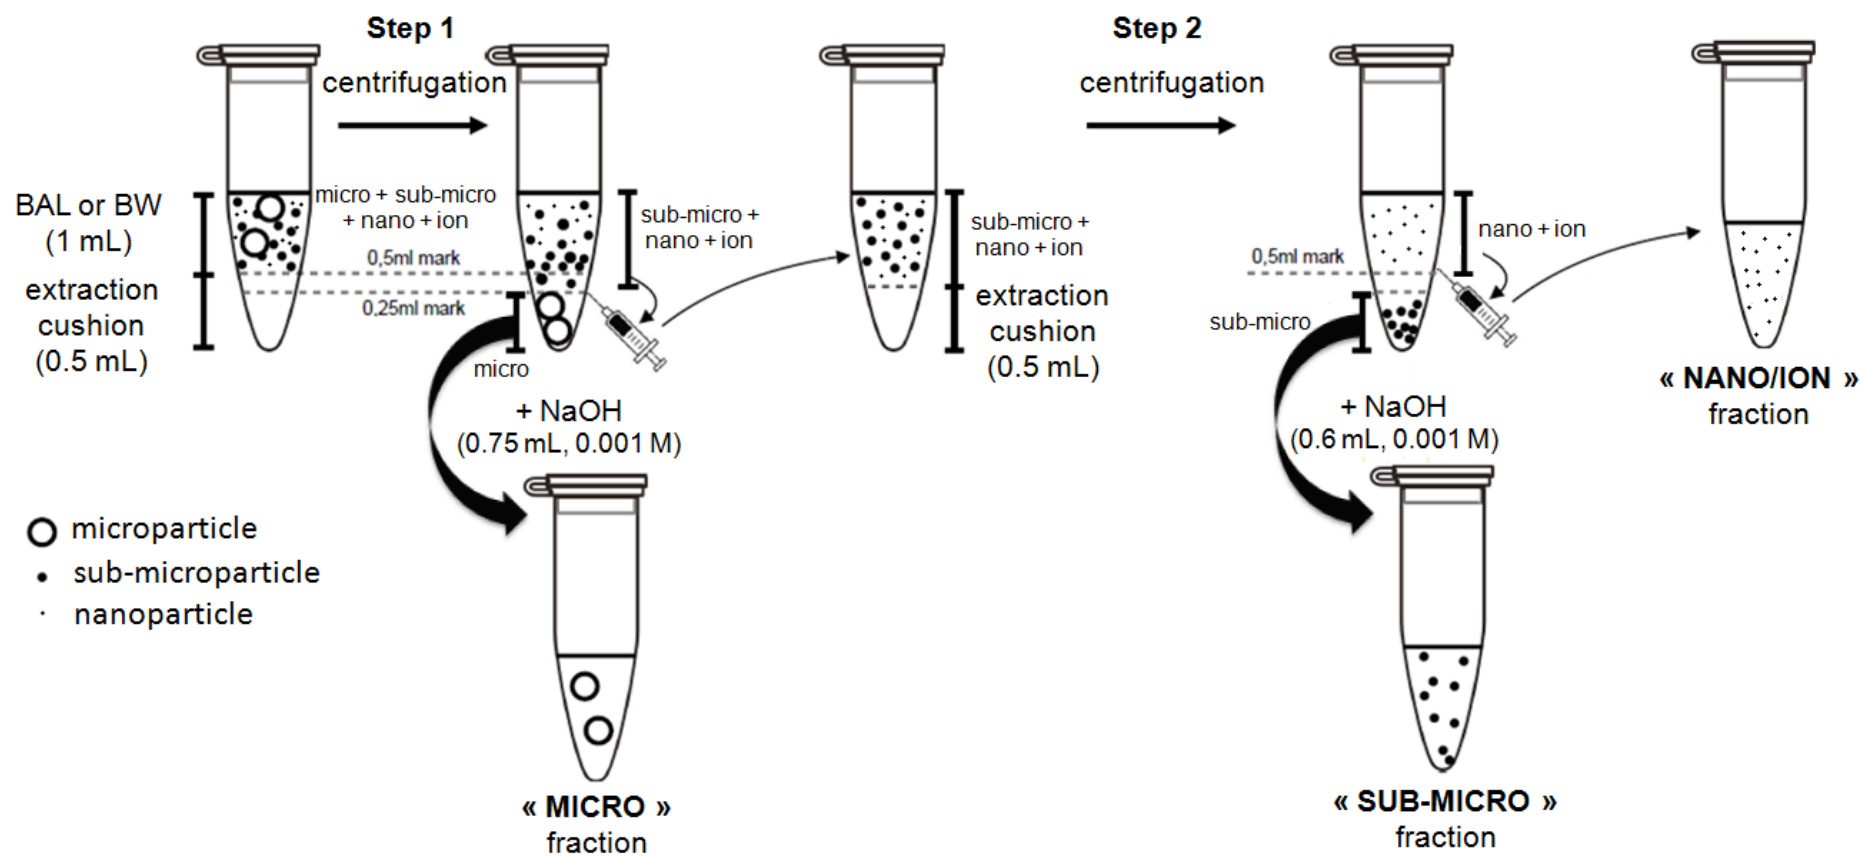 Step 1
Step 2
centrifugation
centrifugation
BAL or BW
(1 mL)
micro + sub-micro
+ nano + ion
sub-micro +
nano + ion
sub-micro +
nano + ion
nano + ion
0,5ml mark
0,5ml mark
extraction
cushion
(0.5 mL)
0,25ml mark
extraction
cushion
(0.5 mL)
sub-micro
micro
« NANO/ION »
fraction
+ NaOH
(0.75 mL, 0.001 M)
+ NaOH
(0.6 mL, 0.001 M)
microparticle
sub-microparticle
nanoparticle
« MICRO »
fraction
« SUB-MICRO »
fraction